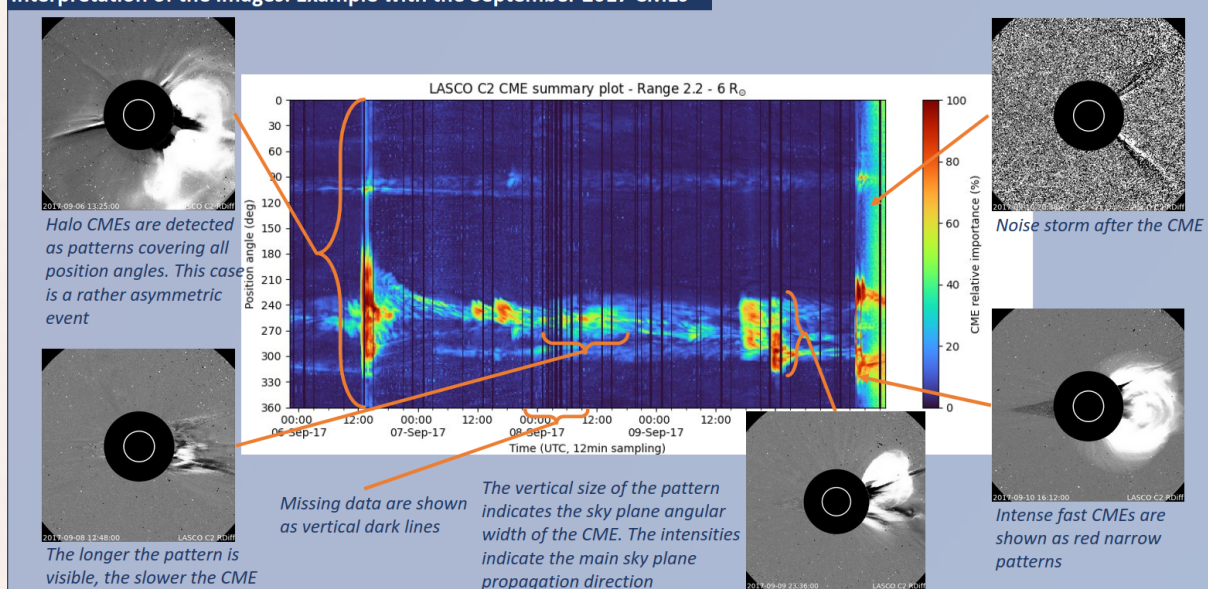 Interpretation of the images: Example with the September 2017 CMEs
2017-09-06 13:25:00
LASCO C2 RDiff
Halo CMEs are detected
as patterns covering all
position angles. This case
is a rather asymmetric
event
2017-09-08 12:48:00
LASCO C2 RDiff
The longer the pattern is
visible, the slower the CME
LASCO C2 CME summary plot - Range 2.2 - 6 R☉
Position angle (deg)
0
30
60
90
120
150
180
210
240
270
300
330
360
00:00
06-Sep-17
12:00
00:00
07-Sep-17
12:00
00:00
08-Sep-17
12:00
00:00
09-Sep-17
Time (UTC, 12min sampling)
100
80
60
40
20
0
CME relative importance (%)
Missing data are shown
as vertical dark lines
The vertical size of the pattern
indicates the sky plane angular
width of the CME. The intensities
indicate the main sky plane
propagation direction
2017-09-09 23:36:00
LASCO C2 RDiff
Noise storm after the CME
2017-09-10 16:12:00
LASCO C2 RDiff
Intense fast CMEs are
shown as red narrow
patterns